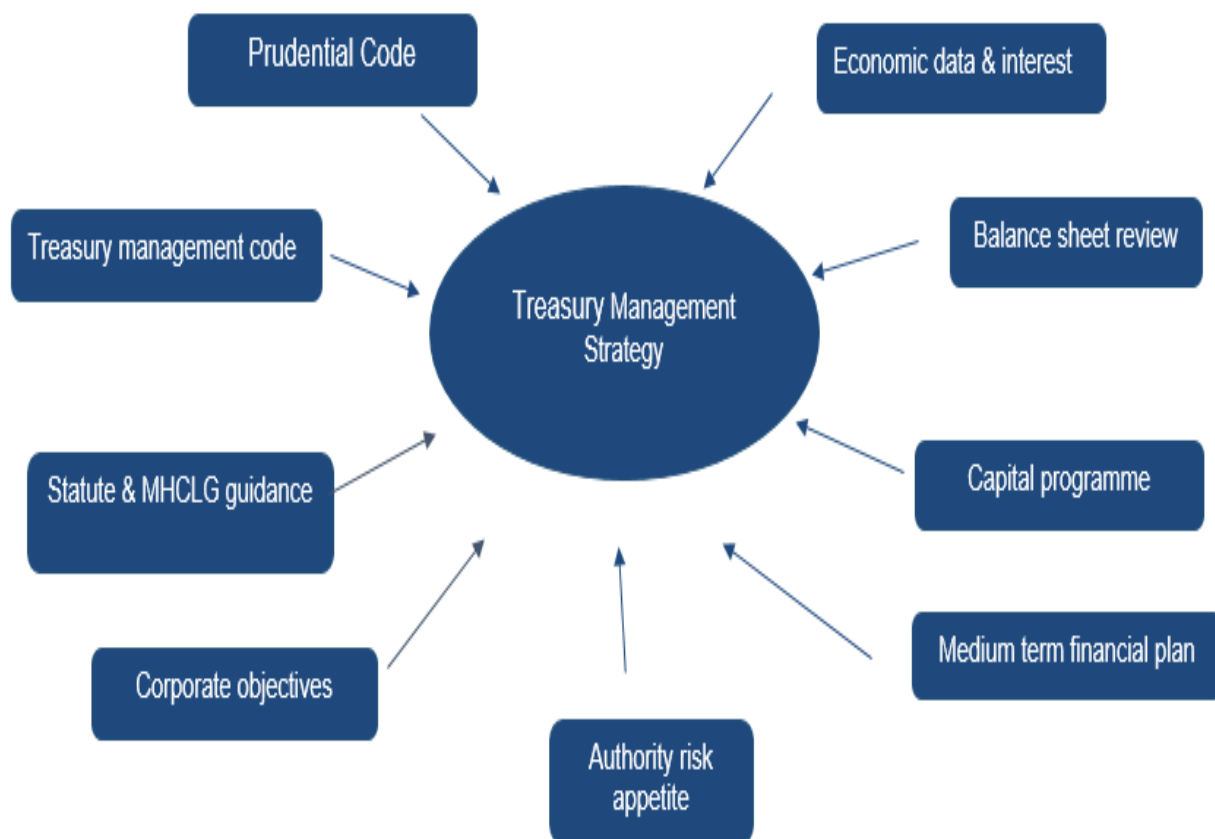 Prudential Code
Economic data & interest
Treasury management code
Balance sheet review
Treasury Management
Strategy
Statute & MHCLG guidance
Capital programme
Corporate objectives
Medium term financial plan
Authority risk
appetite